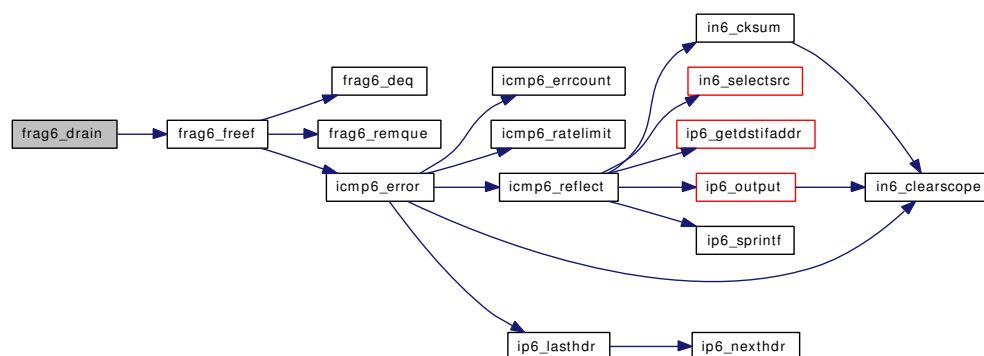 in6_cksum
frag6_deq
icmp6_errcount
in6_selectsrc
frag6_drain
frag6_freef
frag6_remque
icmp6_ratelimit
ip6_getdstifaddr
icmp6_error
icmp6_reflect
ip6_output
in6_clearscope
ip6_sprintf
ip6_lasthdr
ip6_nexthdr